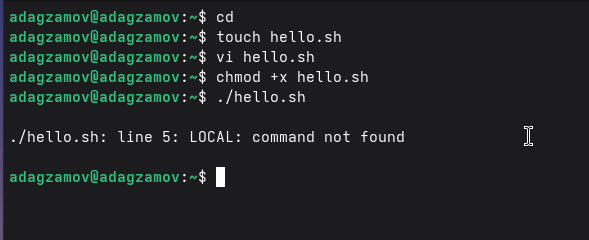 adagzamov@adagzamov:~$ cd
adagzamov@adagzamov:~$ touch hello.sh
adagzamov@adagzamov:~$ vi hello.sh
adagzamov@adagzamov:~$ chmod +x hello.sh
adagzamov@adagzamov:~$ ./hello.sh
./hello.sh: line 5: LOCAL: command not found
adagzamov@adagzamov:~$